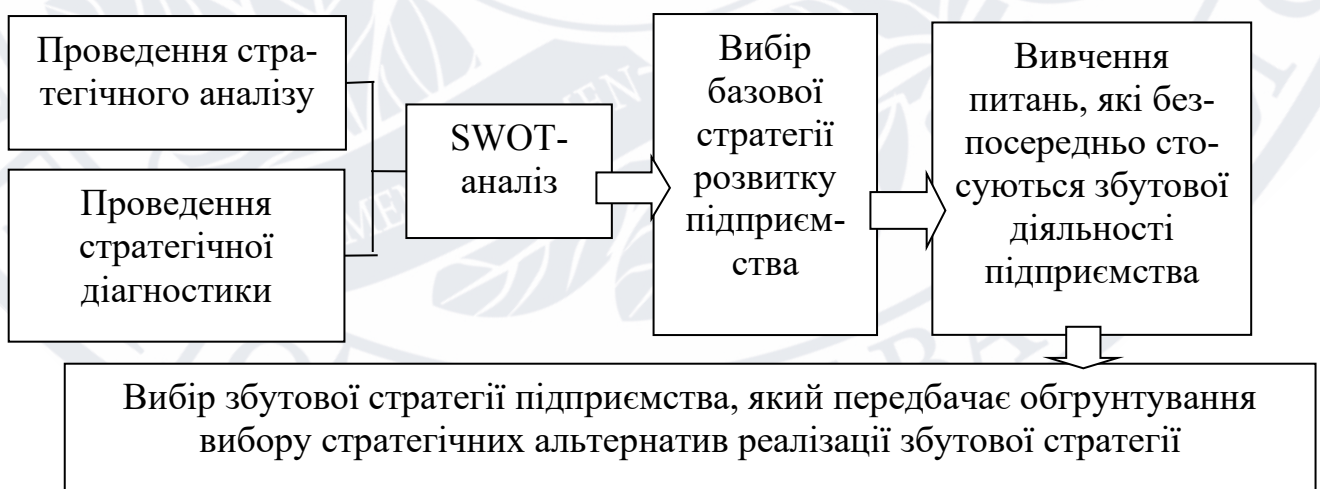 Проведення стра-
тегічного аналізу
Проведення
стратегічної
діагностики
SWOT-
аналіз
Вибір
базової
стратегії
розвитку
підприєм-
ства
Вивчення
питань, які без-
посередньо сто-
суються збутової
діяльності
підприємства
Вибір збутової стратегії підприємства, який передбачає обгрунтування
вибору стратегічних альтернатив реалізації збутової стратегії